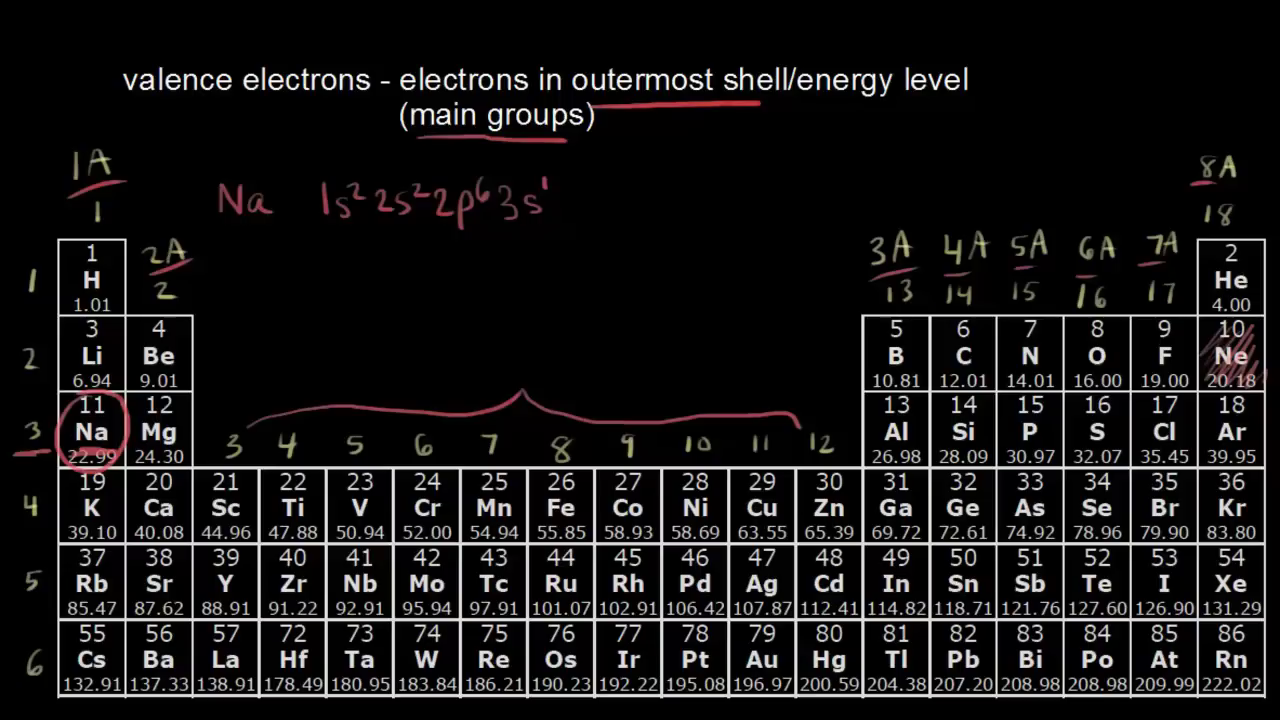 valence electrons - electrons in outermost shell/energy level
(main groups)
1A 8A
Na 1s² 2s² 2p⁶ 3s¹
1 18
2A 3A 4A 5A 6A 7A
2 13 14 15 16 17
1 2
1 H He
1.01 4.00
3 4 5 6 7 8 9 10
2 Li Be B C N O F Ne
6.94 9.01 10.81 12.01 14.01 16.00 19.00 20.18
11 12 13 14 15 16 17 18
3 Na Mg Al Si P S Cl Ar
3 4 5 6 7 8 9 10 11 12
22.99 24.30 26.98 28.09 30.97 32.07 35.45 39.95
19 20 21 22 23 24 25 26 27 28 29 30 31 32 33 34 35 36
4 K Ca Sc Ti V Cr Mn Fe Co Ni Cu Zn Ga Ge As Se Br Kr
39.10 40.08 44.96 47.88 50.94 52.00 54.94 55.85 58.93 58.69 63.55 65.39 69.72 72.61 74.92 78.96 79.90 83.80
37 38 39 40 41 42 43 44 45 46 47 48 49 50 51 52 53 54
5 Rb Sr Y Zr Nb Mo Tc Ru Rh Pd Ag Cd In Sn Sb Te I Xe
85.47 87.62 88.91 91.22 92.91 95.94 97.91 101.07 102.91 106.42 107.87 112.41 114.82 118.71 121.76 127.60 126.90 131.29
55 56 57 72 73 74 75 76 77 78 79 80 81 82 83 84 85 86
6 Cs Ba La Hf Ta W Re Os Ir Pt Au Hg Tl Pb Bi Po At Rn
132.91 137.33 138.91 178.49 180.95 183.84 186.21 190.23 192.22 195.08 196.97 200.59 204.38 207.20 208.98 208.98 209.99 222.02